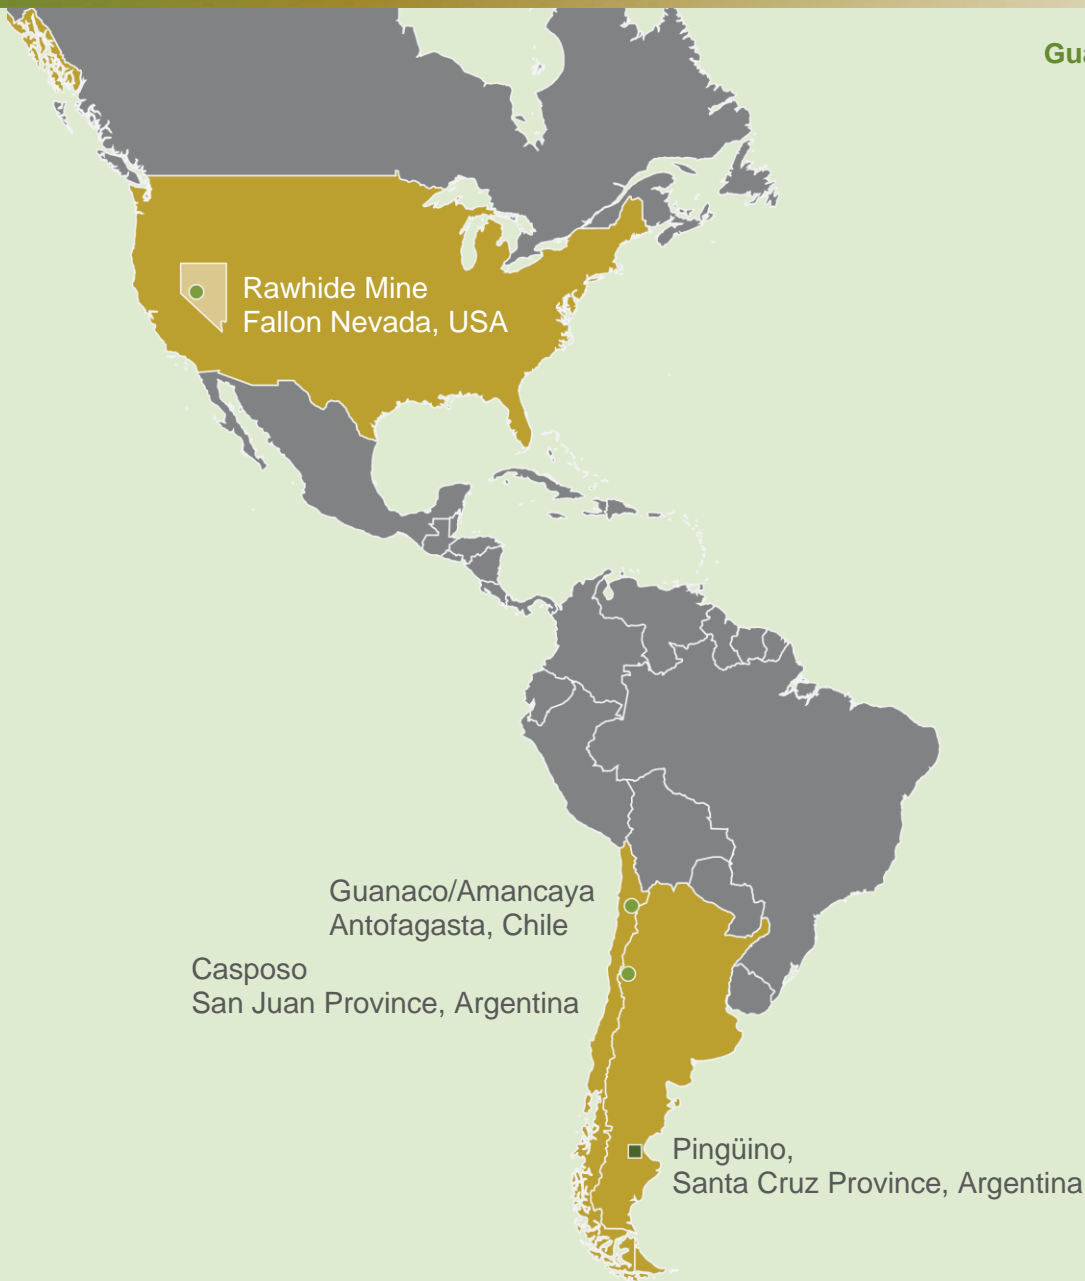 Rawhide Mine
Fallon Nevada, USA
Guanaco/Amancaya
Antofagasta, Chile
Casposo
San Juan Province, Argentina
Pingüino,
Santa Cruz Province, Argentina